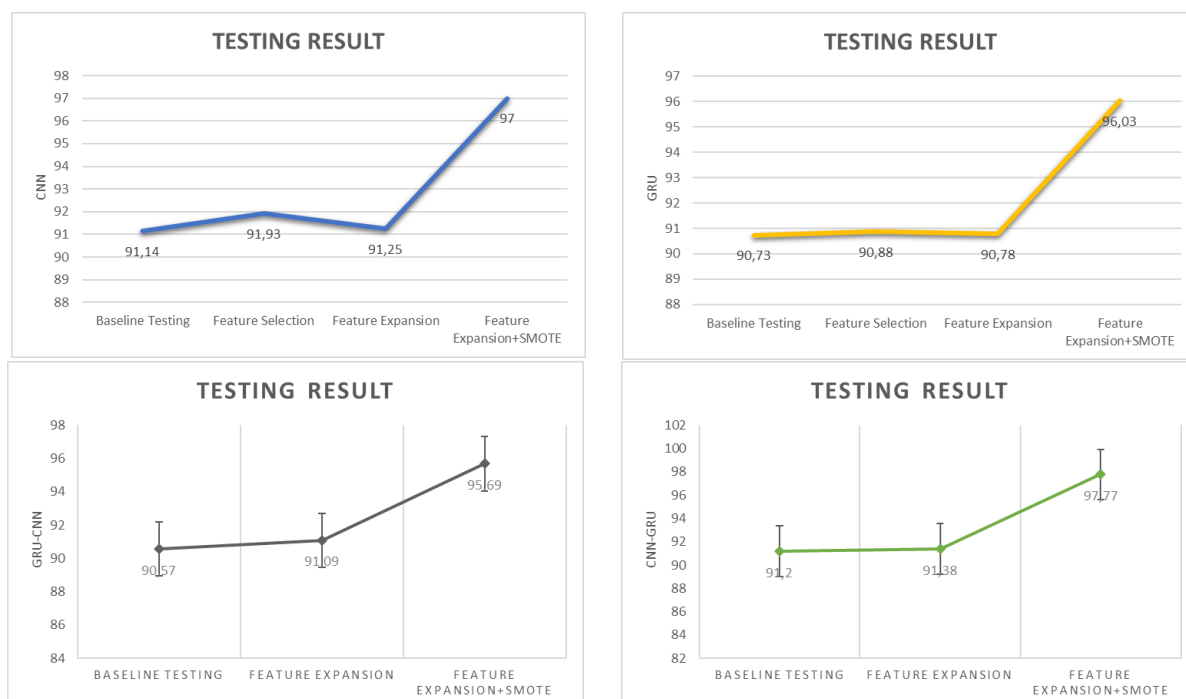 TESTING RESULT
CNN
98
97
96
95
94
93
92
91
90
89
88
91,14
91,93
91,25
97
Baseline Testing
Feature Selection
Feature Expansion
Feature
Expansion+SMOTE
TESTING RESULT
GRU
97
96
95
94
93
92
91
90
89
88
90,73
90,88
90,78
96,03
Baseline Testing
Feature Selection
Feature Expansion
Feature
Expansion+SMOTE
TESTING RESULT
GRU-CNN
98
96
94
92
90
88
86
84
90,57
91,09
95,69
BASELINE TESTING
FEATURE EXPANSION
FEATURE
EXPANSION+SMOTE
TESTING RESULT
CNN-GRU
102
100
98
96
94
92
90
88
86
84
82
91,2
91,38
97,77
BASELINE TESTING
FEATURE EXPANSION
FEATURE
EXPANSION+SMOTE